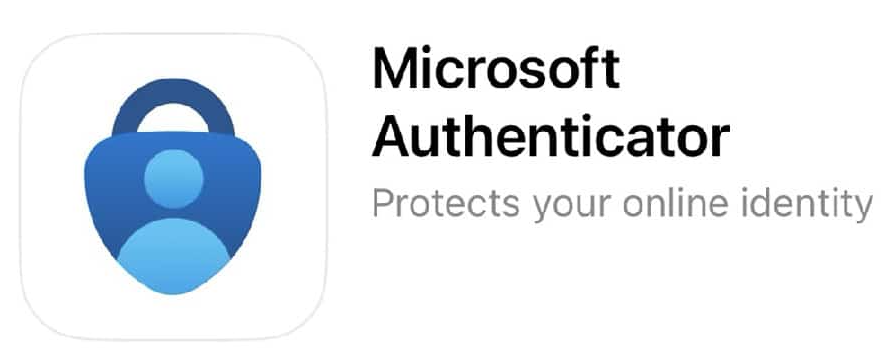 Microsoft
Authenticator
Protects your online identity